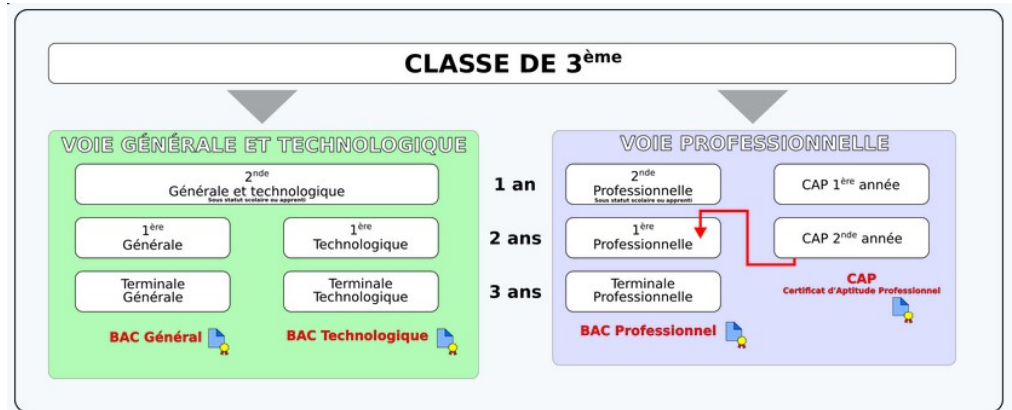 CLASSE DE 3ème
VOIE GÉNÉRALE ET TECHNOLOGIQUE
2nde
Générale et technologique
Sous statut scolaire ou apprenti
1ère
Générale
1ère
Technologique
Terminale
Générale
Terminale
Technologique
BAC Général
BAC Technologique
1 an
2 ans
3 ans
VOIE PROFESSIONNELLE
2nde
Professionnelle
Sous statut scolaire ou apprenti
CAP 1ère année
1ère
Professionnelle
CAP 2nde année
Terminale
Professionnelle
CAP
Certificat d'Aptitude Professionnel
BAC Professionnel